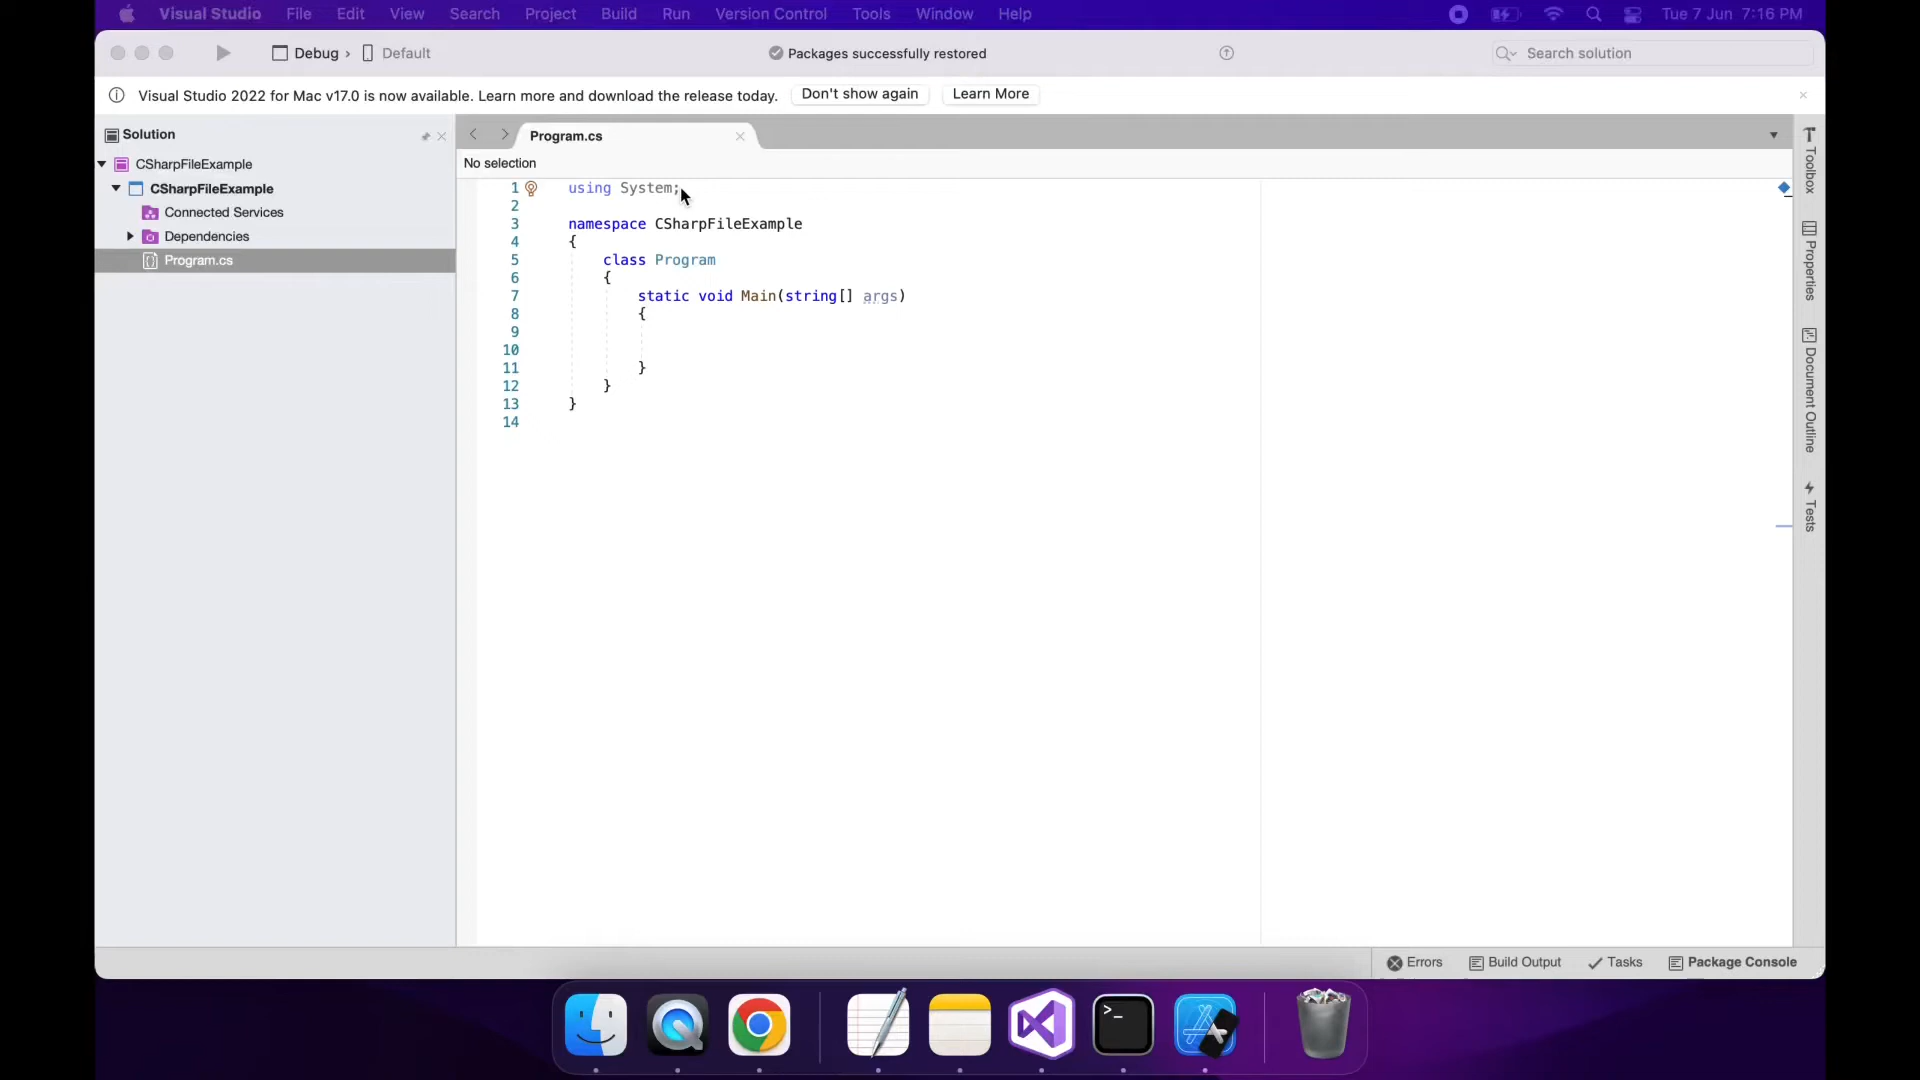 Visual Studio File Edit View Search Project Build Run Version Control Tools Window Help Tue 7 Jun 7:16 PM
Debug › Default Packages successfully restored Search solution
Visual Studio 2022 for Mac v17.0 is now available. Learn more and download the release today. Don't show again Learn More
Solution
CSharpFileExample
CSharpFileExample
Connected Services
Dependencies
Program.cs
Program.cs
No selection
1 using System;
2
3 namespace CSharpFileExample
4 {
5 class Program
6 {
7 static void Main(string[] args)
8 {
9
10
11 }
12 }
13 }
14
Toolbox
Properties
Document Outline
Tests
Errors Build Output Tasks Package Console
>_